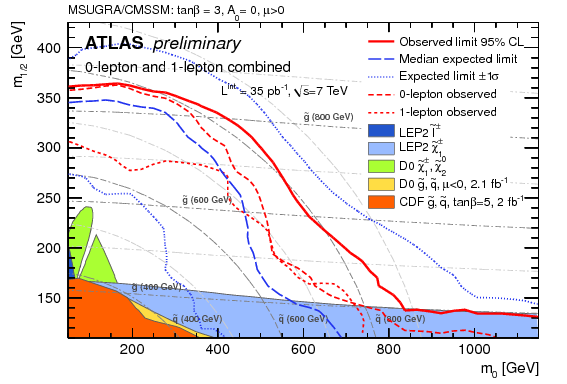 MSUGRA/CMSSM: tanβ = 3, A₀ = 0, μ>0
m₁/₂ [GeV]
ATLAS preliminary
0-lepton and 1-lepton combined
Lⁱⁿᵗ = 35 pb⁻¹, √s=7 TeV
Observed limit 95% CL
Median expected limit
Expected limit ±1σ
0-lepton observed
1-lepton observed
LEP2 l̃±
LEP2 χ̃₁±
D0 χ̃₁±, χ̃₂⁰
D0 g̃, q̃, μ<0, 2.1 fb⁻¹
CDF g̃, q̃, tanβ=5, 2 fb⁻¹
g̃ (800 GeV)
g̃ (600 GeV)
g̃ (400 GeV)
q̃ (400 GeV)
q̃ (600 GeV)
q̃ (800 GeV)
400
350
300
250
200
150
200
400
600
800
1000
m₀ [GeV]